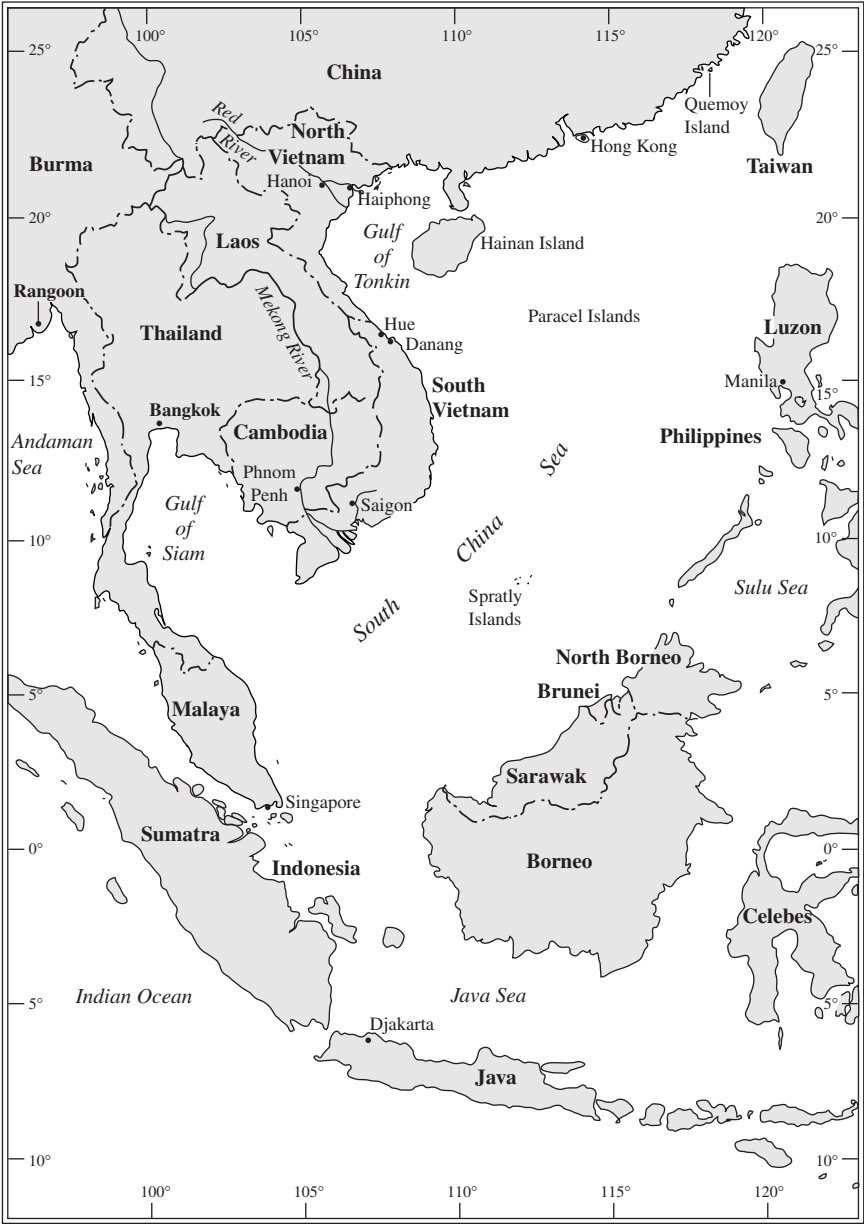 100° 105° 110° 115° 120°
25° 25°
China
Red
River
North
Vietnam
Quemoy
Island
Hong Kong
Burma
Taiwan
Hanoi
Haiphong
20° 20°
Laos
Gulf
of
Tonkin
Hainan Island
Rangoon
Mekong River
Paracel Islands
Thailand
Hue
Danang
Luzon
15°
South
Vietnam
Manila
15°
Bangkok
Andaman
Sea
Cambodia
Philippines
Phnom
Penh
Saigon
Gulf
of
Siam
South China Sea
10° 10°
Spratly
Islands
Sulu Sea
North Borneo
5° 5°
Brunei
Malaya
Sarawak
Singapore
Sumatra
0° 0°
Indonesia
Borneo
Celebes
Indian Ocean
Java Sea
5° 5°
Djakarta
Java
10° 10°
100° 105° 110° 115° 120°